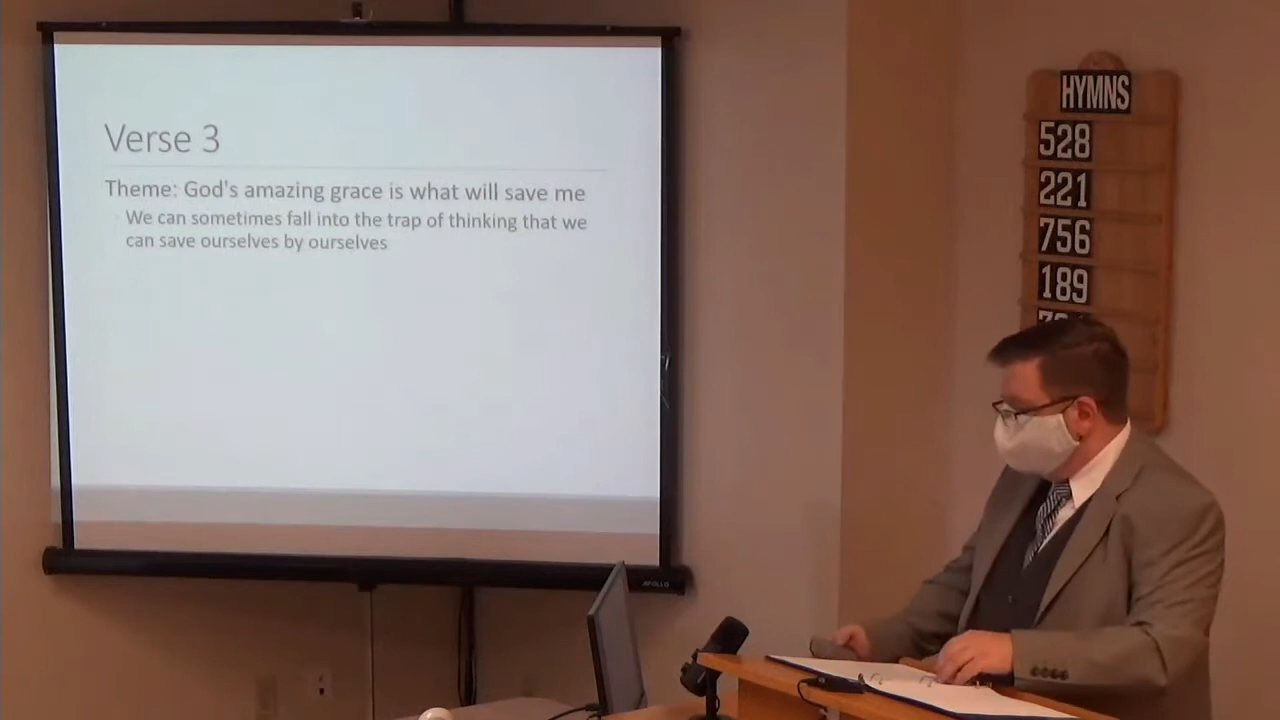 Verse 3
Theme: God's amazing grace is what will save me
We can sometimes fall into the trap of thinking that we
can save ourselves by ourselves
APOLLO
HYMNS
528
221
756
189